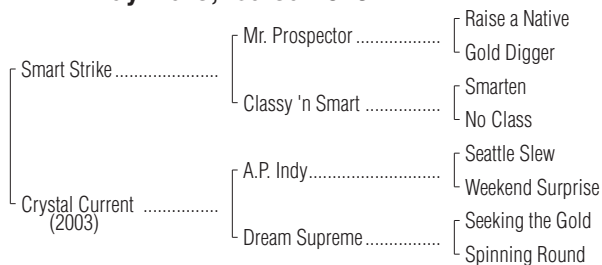 Raise a Native
Mr. Prospector
Gold Digger
Smart Strike
Smarten
Classy 'n Smart
No Class
Seattle Slew
A.P. Indy
Weekend Surprise
Crystal Current
(2003)
Seeking the Gold
Dream Supreme
Spinning Round